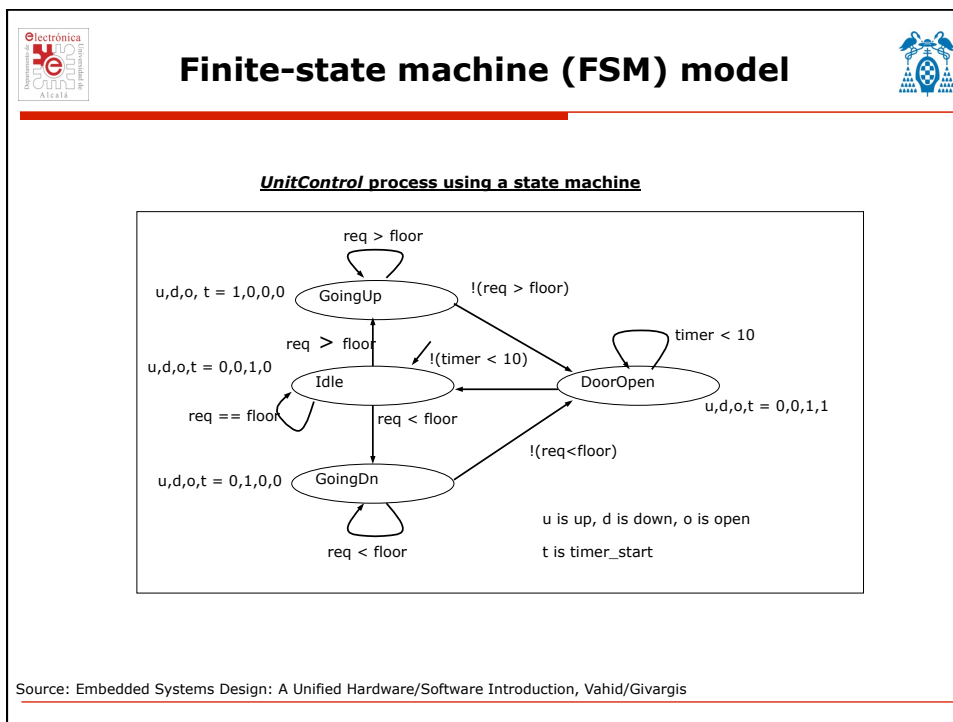 electrónica
Departamento de
Universidad de
Alcalá
Finite-state machine (FSM) model
UnitControl process using a state machine
req > floor
u,d,o, t = 1,0,0,0
GoingUp
!(req > floor)
req > floor
!(timer < 10)
timer < 10
u,d,o,t = 0,0,1,0
Idle
DoorOpen
u,d,o,t = 0,0,1,1
req == floor
req < floor
!(req<floor)
u,d,o,t = 0,1,0,0
GoingDn
req < floor
u is up, d is down, o is open
t is timer_start
Source: Embedded Systems Design: A Unified Hardware/Software Introduction, Vahid/Givargis